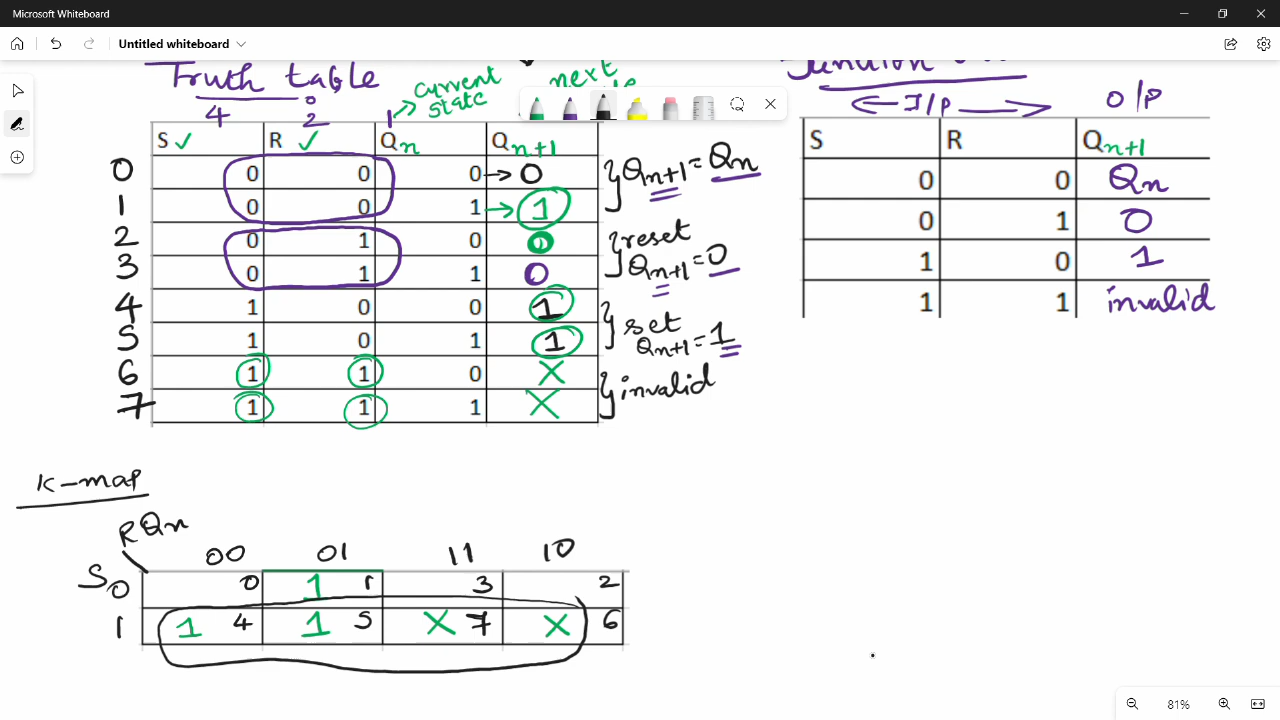 Microsoft Whiteboard
Untitled whiteboard
Truth table
current state
next
4 2 1
S ✓ R ✓ Qn Qn+1
0 0 0 0 → 0
1 0 0 1 → 1
} Qn+1 = Qn
2 0 1 0 0
3 0 1 1 0
} reset
Qn+1 = 0
4 1 0 0 1
5 1 0 1 1
} set
Qn+1 = 1
6 1 1 0 X
7 1 1 1 X
} invalid
← I/P → O/P
S R Qn+1
0 0 Qn
0 1 0
1 0 1
1 1 invalid
K-map
RQn
S 00 01 11 10
0 0 1 1 3 2
1 1 4 1 5 X 7 X 6
81%